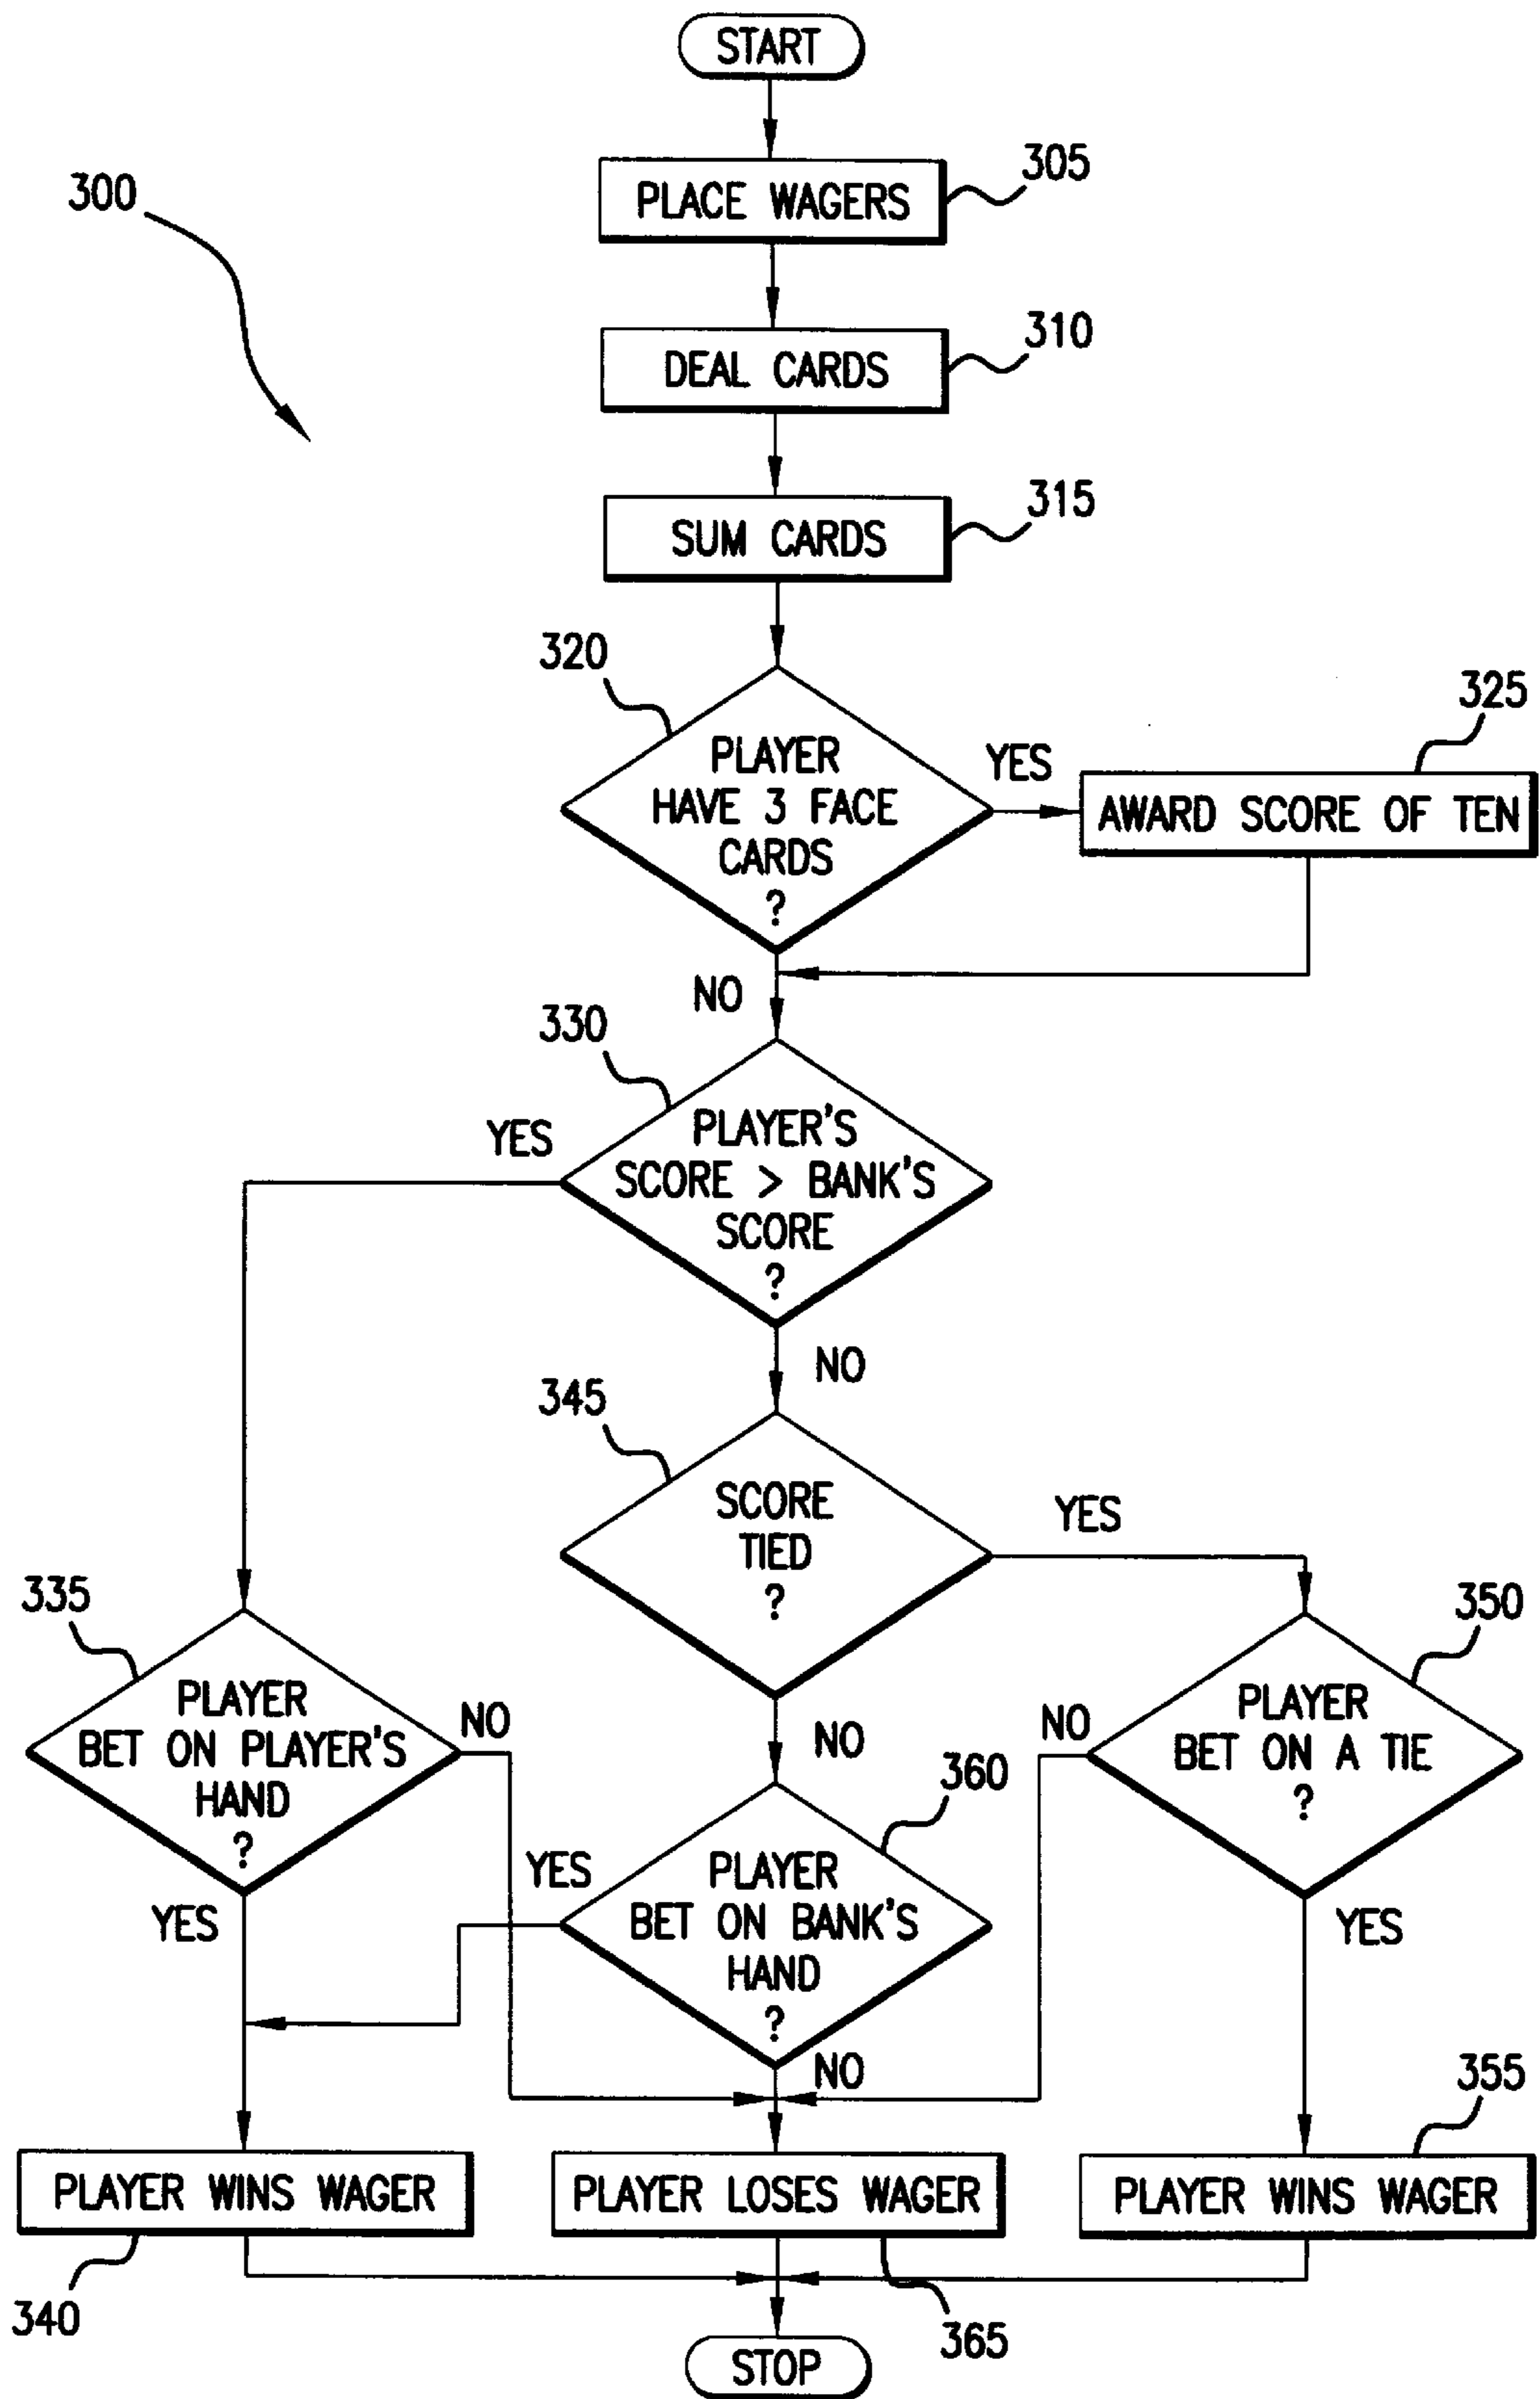 START
305
PLACE WAGERS
300
310
DEAL CARDS
315
SUM CARDS
320
PLAYER
HAVE 3 FACE
CARDS
?
YES
325
AWARD SCORE OF TEN
NO
330
PLAYER'S
SCORE > BANK'S
SCORE
?
YES
NO
345
SCORE
TIED
?
YES
335
PLAYER
BET ON PLAYER'S
HAND
?
NO
YES
NO
360
PLAYER
BET ON BANK'S
HAND
?
YES
NO
350
PLAYER
BET ON A TIE
?
NO
YES
355
PLAYER WINS WAGER
PLAYER LOSES WAGER
PLAYER WINS WAGER
340
365
STOP